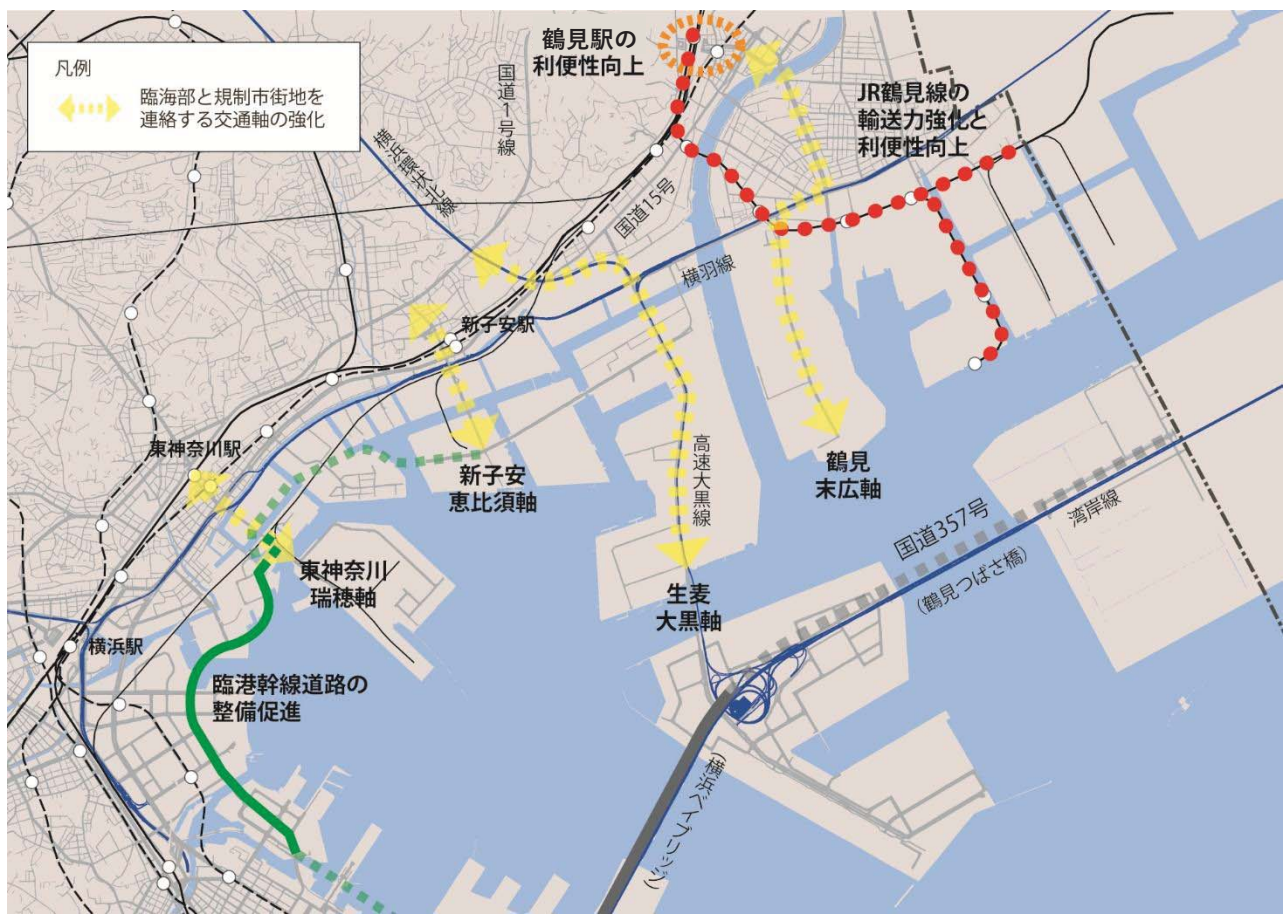 凡例
臨海部と規制市街地を
連絡する交通軸の強化
鶴見駅の
利便性向上
国道1号線
JR鶴見線の
輸送力強化と
利便性向上
横浜環状北線
国道15号
横羽線
新子安駅
東神奈川駅
新子安
恵比須軸
高速大黒線
鶴見
末広軸
国道357号
湾岸線
(鶴見つばさ橋)
東神奈川/
瑞穂軸
生麦
大黒軸
横浜駅
臨港幹線道路の
整備促進
(横浜ベイブリッジ)